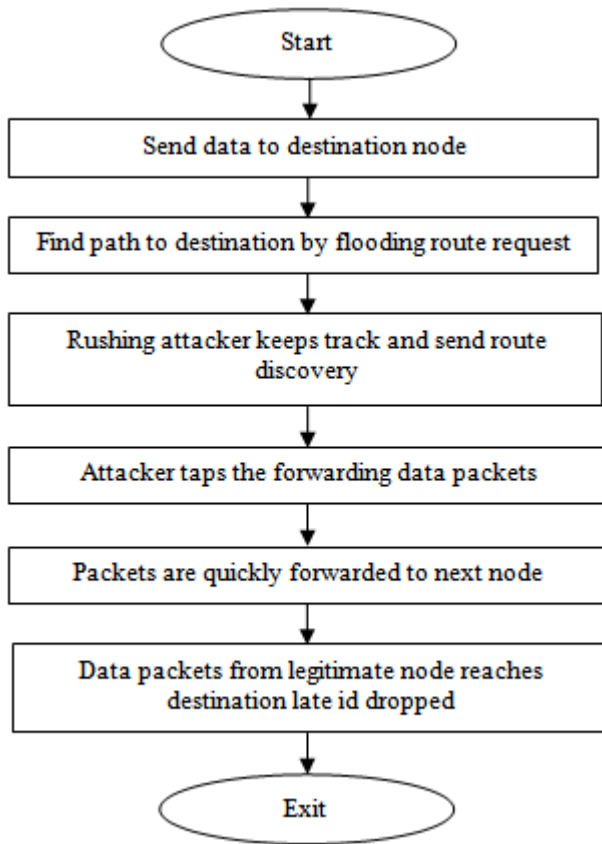 Start
Send data to destination node
Find path to destination by flooding route request
Rushing attacker keeps track and send route
discovery
Attacker taps the forwarding data packets
Packets are quickly forwarded to next node
Data packets from legitimate node reaches
destination late id dropped
Exit